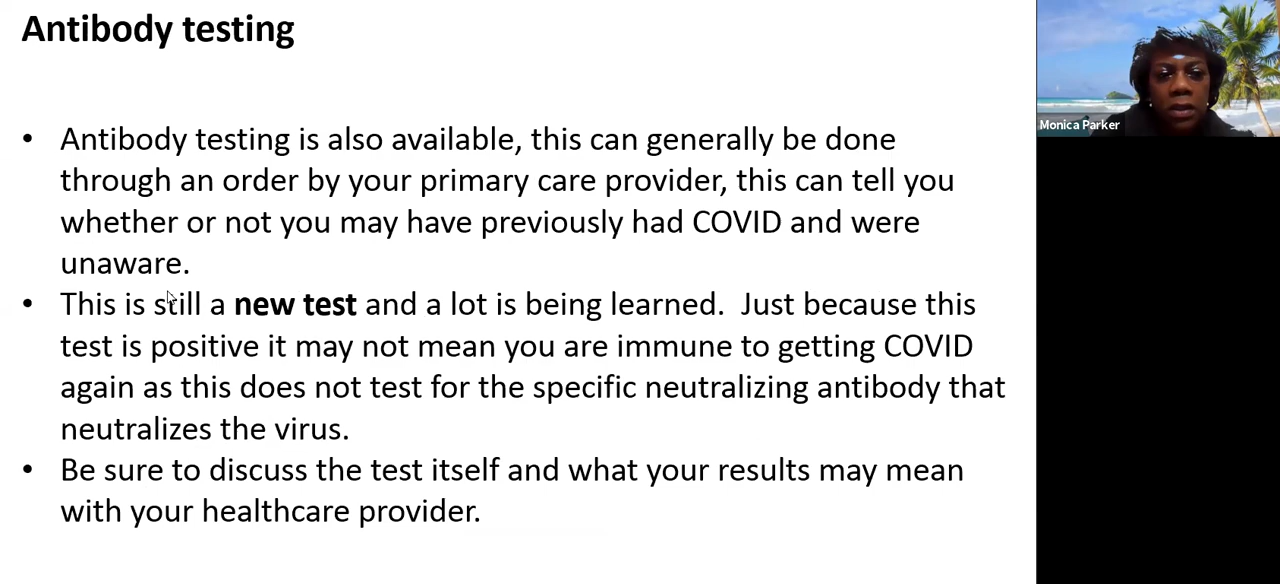 Antibody testing
• Antibody testing is also available, this can generally be done
through an order by your primary care provider, this can tell you
whether or not you may have previously had COVID and were
unaware.
• This is still a new test and a lot is being learned.  Just because this
test is positive it may not mean you are immune to getting COVID
again as this does not test for the specific neutralizing antibody that
neutralizes the virus.
• Be sure to discuss the test itself and what your results may mean
with your healthcare provider.
Monica Parker